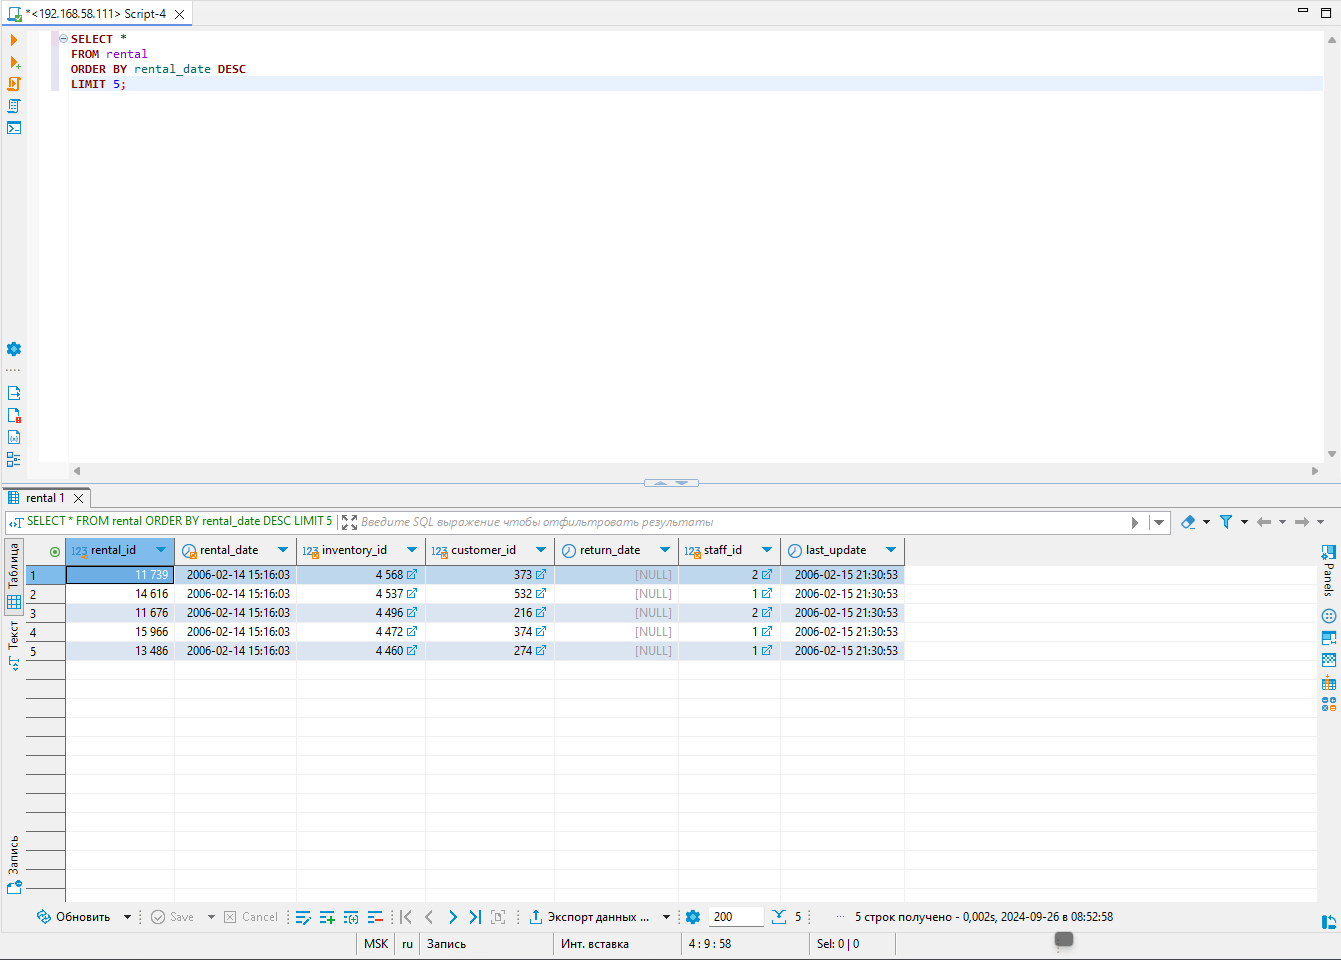 *<192.168.58.111> Script-4
SELECT *
FROM rental
ORDER BY rental_date DESC
LIMIT 5;
rental 1
SELECT * FROM rental ORDER BY rental_date DESC LIMIT 5
Введите SQL выражение чтобы отфильтровать результаты
Таблица
Текст
Запись
Panels
rental_id rental_date inventory_id customer_id return_date staff_id last_update
1 11 739 2006-02-14 15:16:03 4 568 373 [NULL] 2 2006-02-15 21:30:53
2 14 616 2006-02-14 15:16:03 4 537 532 [NULL] 1 2006-02-15 21:30:53
3 11 676 2006-02-14 15:16:03 4 496 216 [NULL] 2 2006-02-15 21:30:53
4 15 966 2006-02-14 15:16:03 4 472 374 [NULL] 1 2006-02-15 21:30:53
5 13 486 2006-02-14 15:16:03 4 460 274 [NULL] 1 2006-02-15 21:30:53
Обновить Save Cancel Экспорт данных ... 200 5 ... 5 строк получено - 0,002s, 2024-09-26 в 08:52:58
MSK ru Запись Инт. вставка 4 : 9 : 58 Sel: 0 | 0